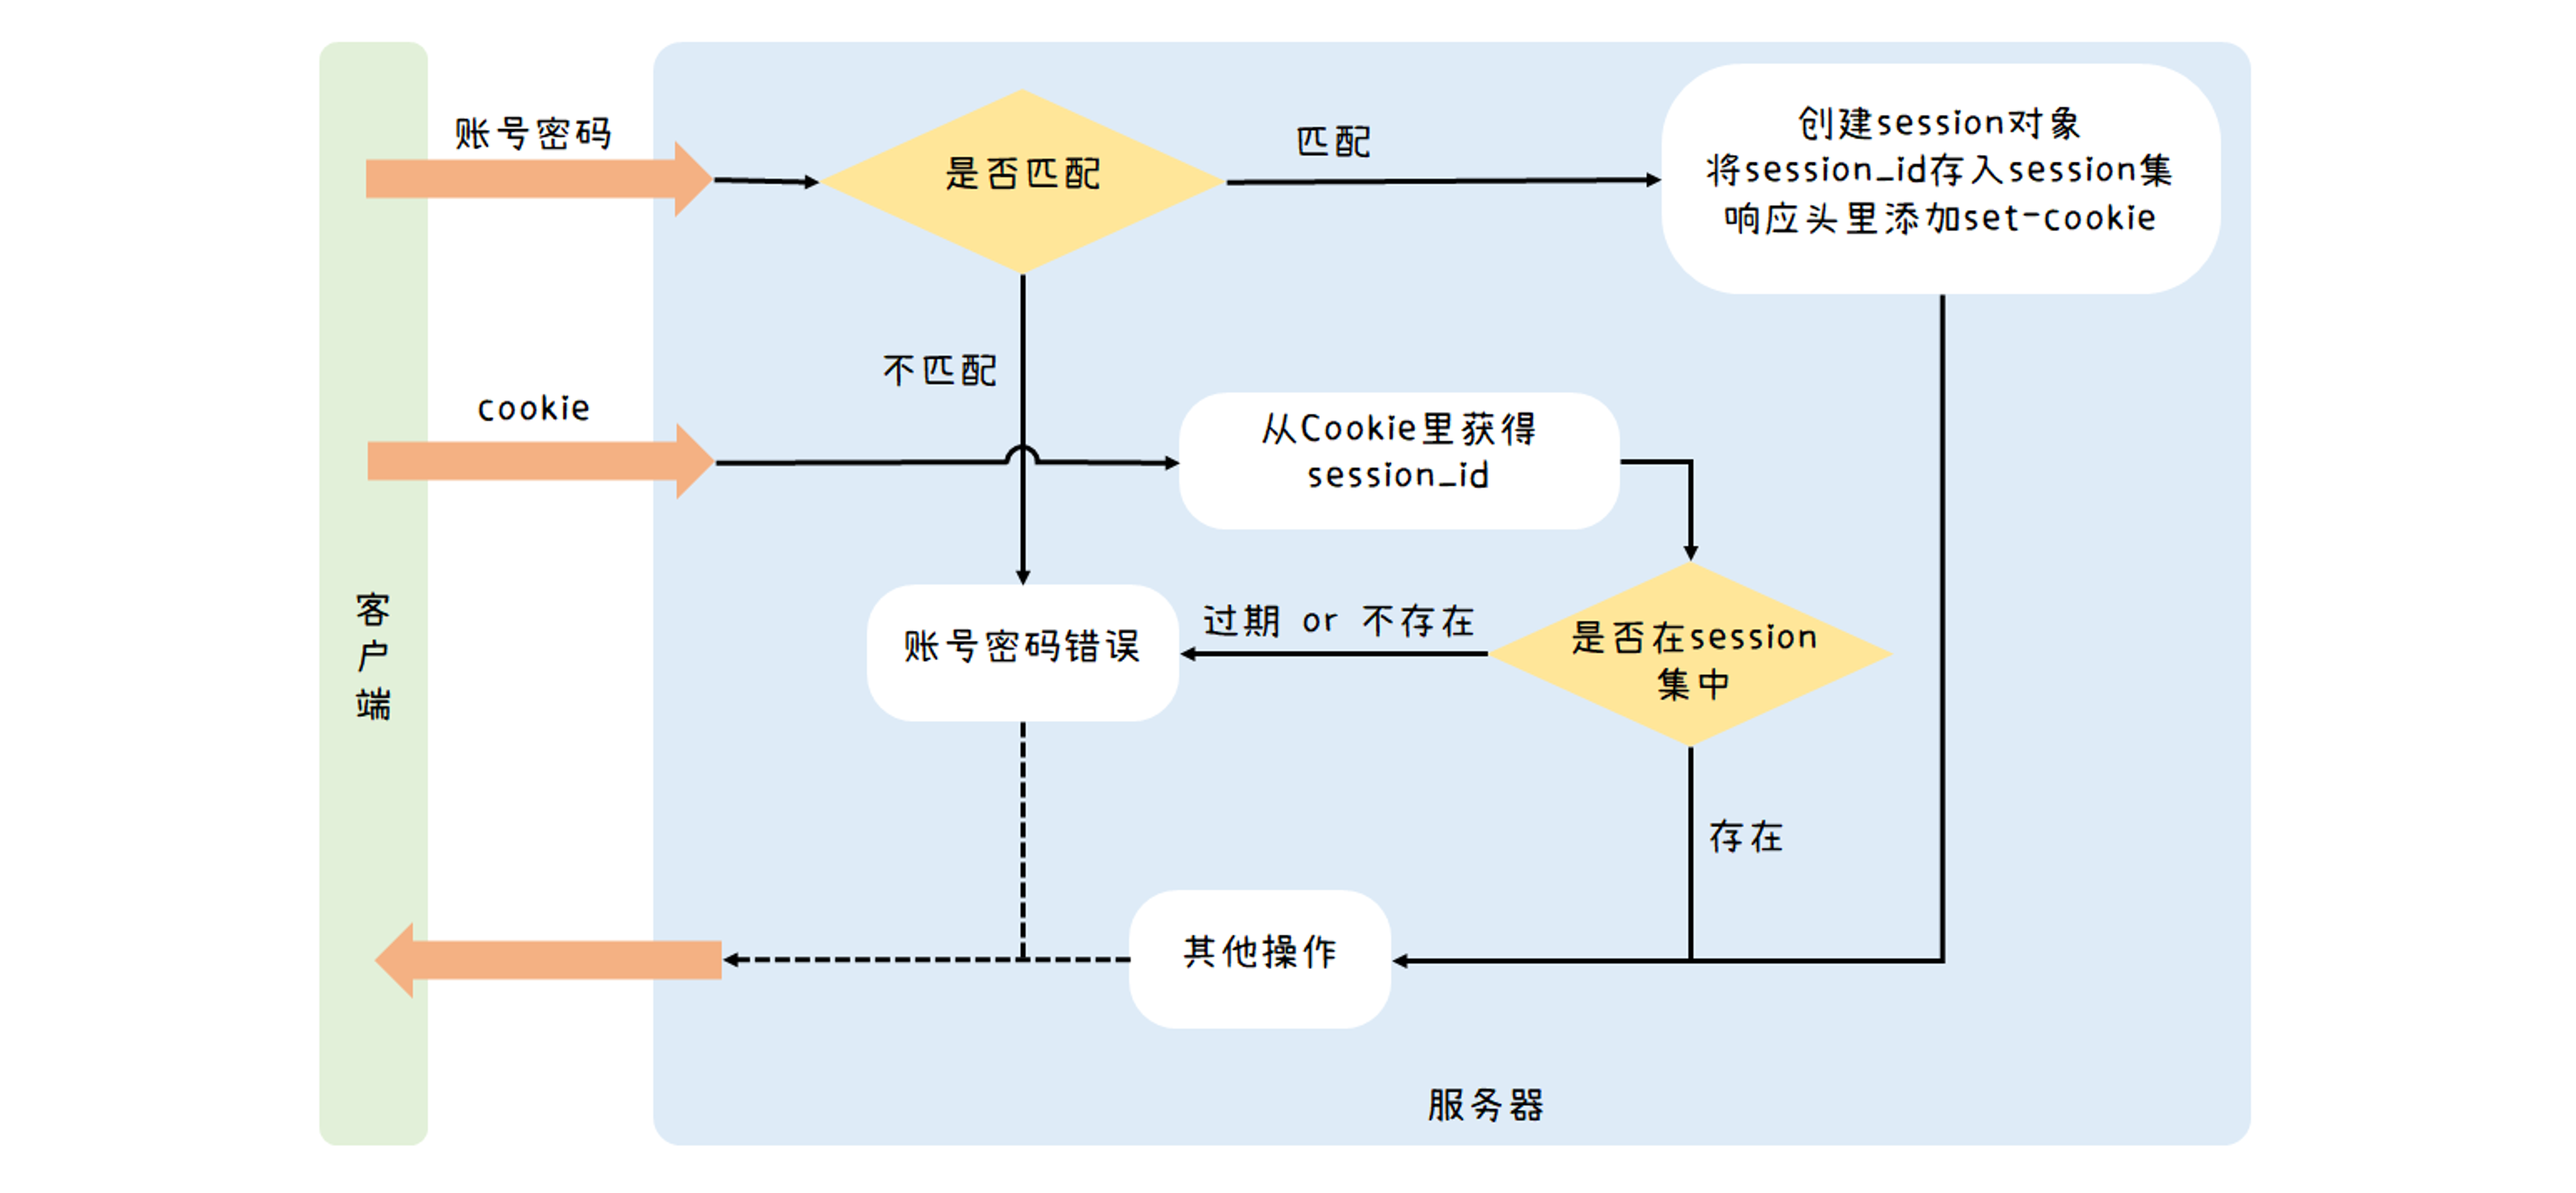 账号密码
是否匹配
匹配
创建session对象
将session_id存入session集
响应头里添加set-cookie
不匹配
cookie
从Cookie里获得
session_id
客
户
端
账号密码错误
过期 or 不存在
是否在session
集中
存在
其他操作
服务器